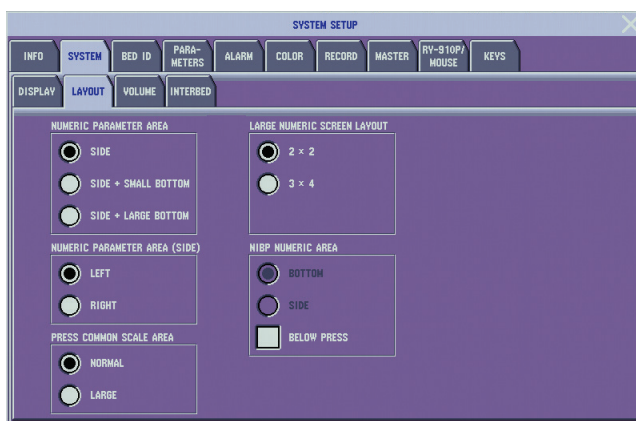 SYSTEM SETUP
INFO SYSTEM BED ID PARA-METERS ALARM COLOR RECORD MASTER RY-910P/MOUSE KEYS
DISPLAY LAYOUT VOLUME INTERBED
NUMERIC PARAMETER AREA
SIDE
SIDE + SMALL BOTTOM
SIDE + LARGE BOTTOM
NUMERIC PARAMETER AREA (SIDE)
LEFT
RIGHT
PRESS COMMON SCALE AREA
NORMAL
LARGE
LARGE NUMERIC SCREEN LAYOUT
2 × 2
3 × 4
NIBP NUMERIC AREA
BOTTOM
SIDE
BELOW PRESS